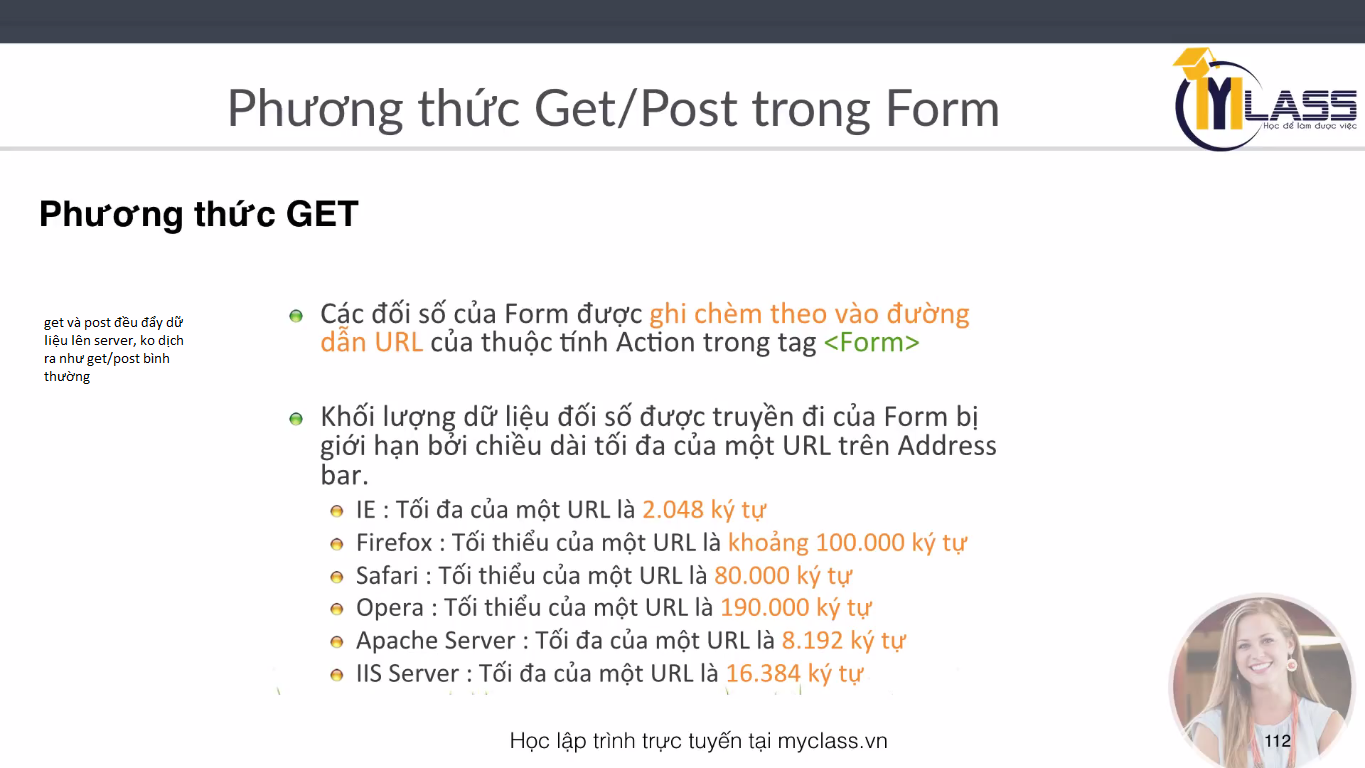 Phương thức Get/Post trong Form
MYLASS
Học để làm được việc
Phương thức GET
get và post đều đẩy dữ
liệu lên server, ko dịch
ra như get/post bình
thường
Các đối số của Form được ghi chèm theo vào đường
dẫn URL của thuộc tính Action trong tag <Form>
Khối lượng dữ liệu đối số được truyền đi của Form bị
giới hạn bởi chiều dài tối đa của một URL trên Address
bar.
IE : Tối đa của một URL là 2.048 ký tự
Firefox : Tối thiểu của một URL là khoảng 100.000 ký tự
Safari : Tối thiểu của một URL là 80.000 ký tự
Opera : Tối thiểu của một URL là 190.000 ký tự
Apache Server : Tối đa của một URL là 8.192 ký tự
IIS Server : Tối đa của một URL là 16.384 ký tự
Học lập trình trực tuyến tại myclass.vn
112